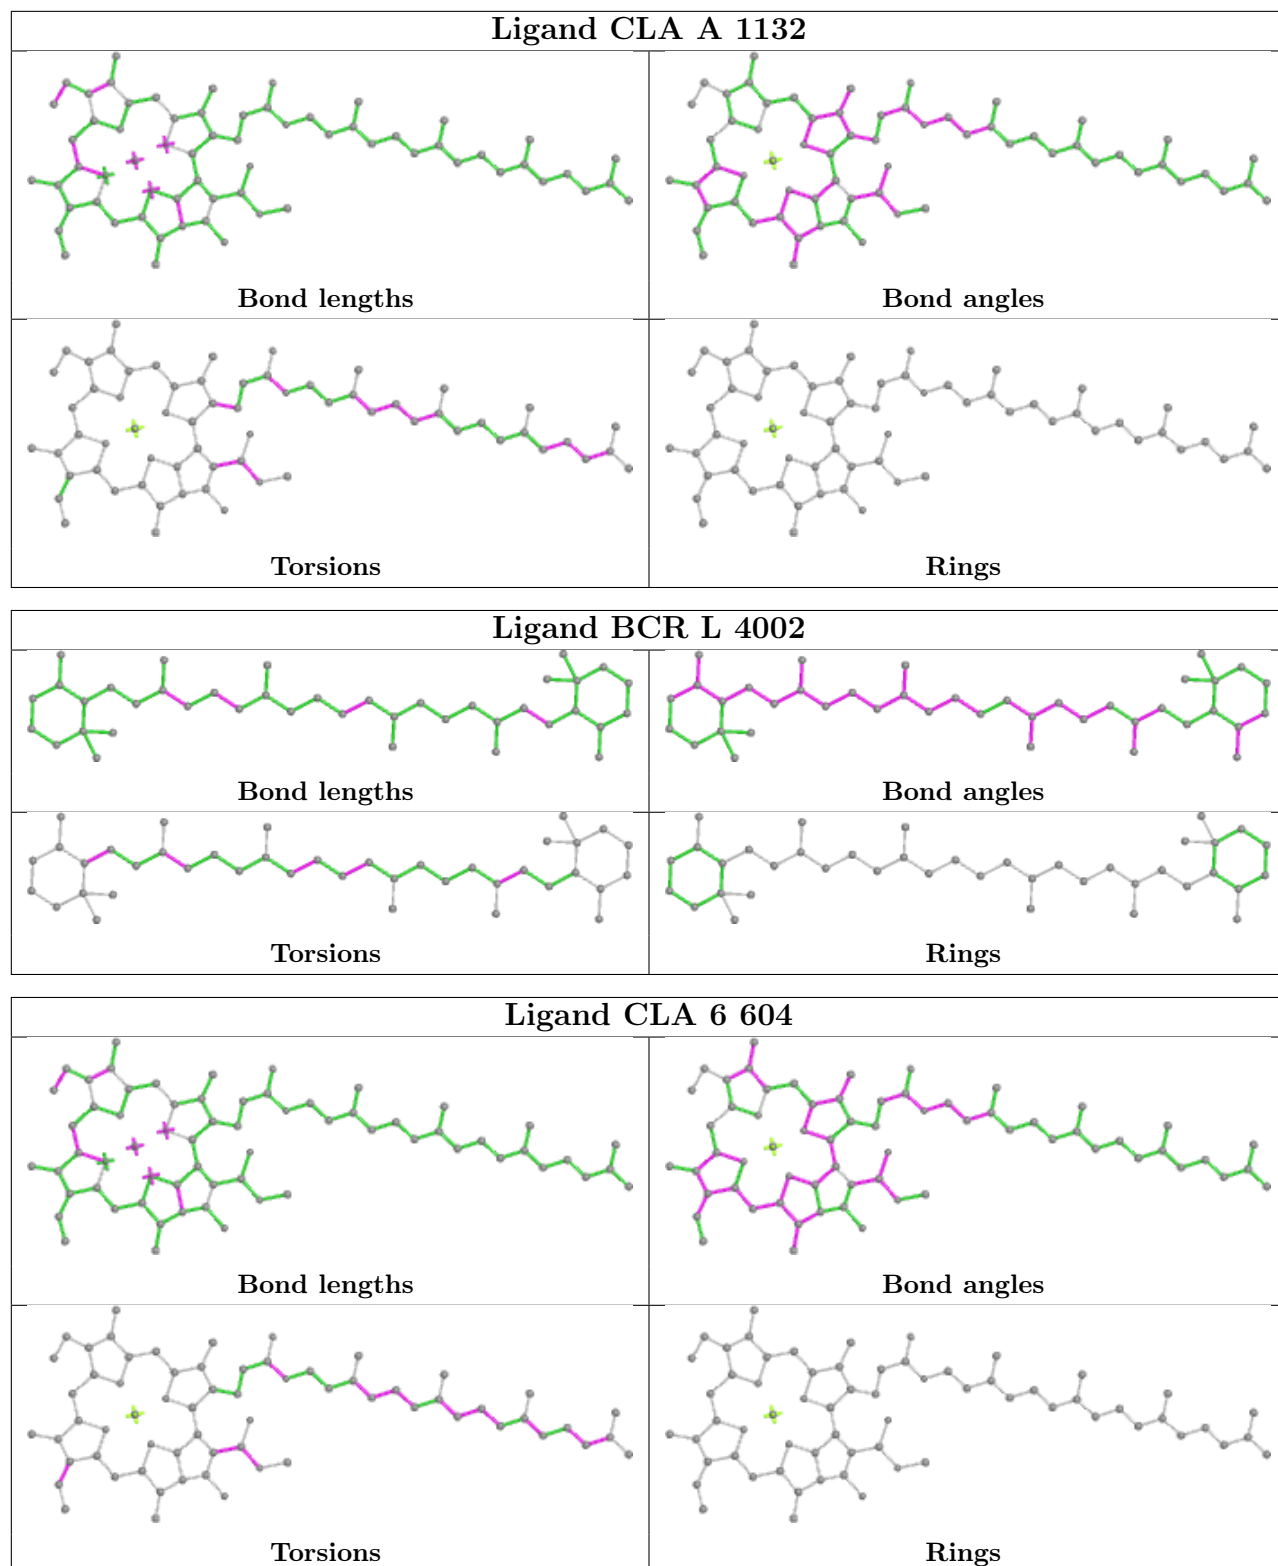 Ligand CLA A 1132
Bond lengths
Bond angles
Torsions
Rings
Ligand BCR L 4002
Bond lengths
Bond angles
Torsions
Rings
Ligand CLA 6 604
Bond lengths
Bond angles
Torsions
Rings